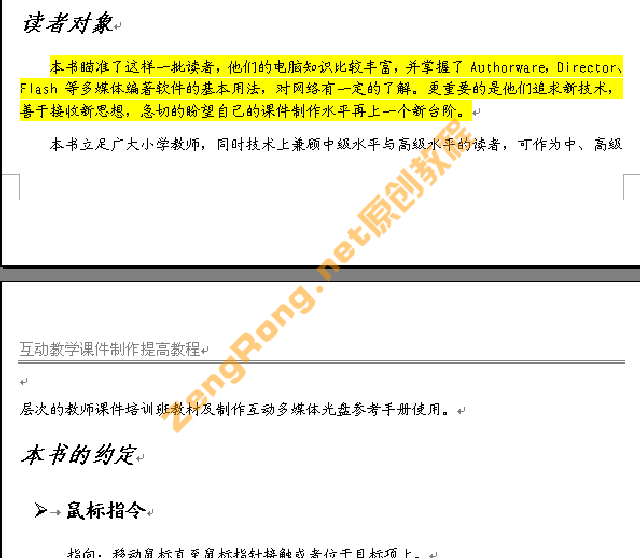 读者对象
本书瞄准了这样一批读者，他们的电脑知识比较丰富，并掌握了 Authorware，Director、
Flash 等多媒体编著软件的基本用法，对网络有一定的了解。更重要的是他们追求新技术，
善于接收新思想，急切的盼望自己的课件制作水平再上一个新台阶。
本书立足广大小学教师，同时技术上兼顾中级水平与高级水平的读者，可作为中、高级
互动教学课件制作提高教程
层次的教师课件培训班教材及制作互动多媒体光盘参考手册使用。
本书的约定
鼠标指令
指向：移动鼠标直至鼠标指针接触或者位于目标项上。
ZengRong.net原创教程